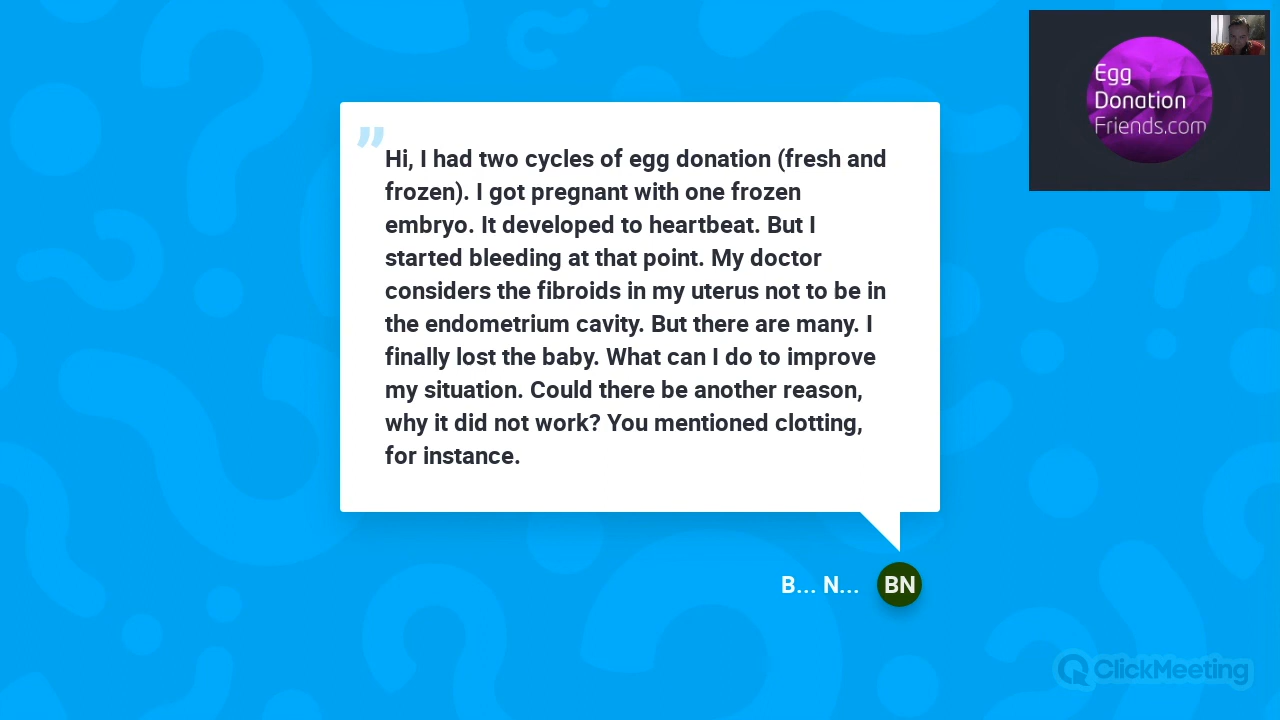 Egg
Donation
Friends.com
Hi, I had two cycles of egg donation (fresh and
frozen). I got pregnant with one frozen
embryo. It developed to heartbeat. But I
started bleeding at that point. My doctor
considers the fibroids in my uterus not to be in
the endometrium cavity. But there are many. I
finally lost the baby. What can I do to improve
my situation. Could there be another reason,
why it did not work? You mentioned clotting,
for instance.
B... N... BN
ClickMeeting